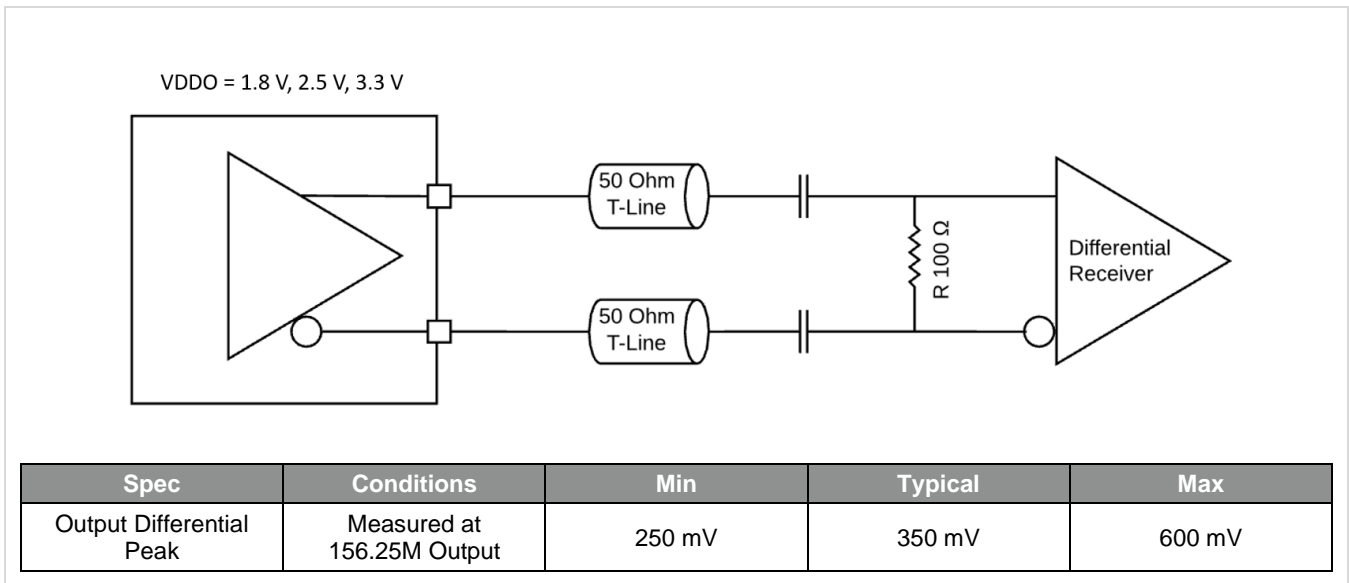 VDDO = 1.8 V, 2.5 V, 3.3 V
50 Ohm
T-Line
50 Ohm
T-Line
R 100 Ω
Differential
Receiver
Spec
Conditions
Min
Typical
Max
Output Differential
Peak
Measured at
156.25M Output
250 mV
350 mV
600 mV